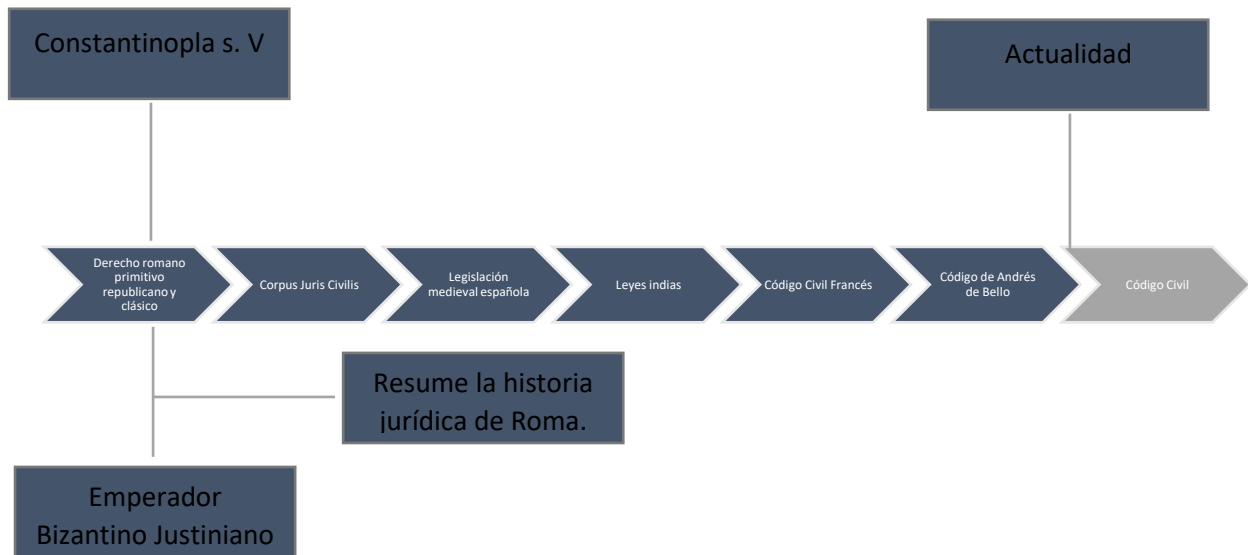 Constantinopla s. V
Actualidad
Derecho romano
primitivo
republicano y
clásico
Corpus Juris Civilis
Legislación
medieval española
Leyes indias
Código Civil Francés
Código de Andrés
de Bello
Código Civil
Resume la historia
jurídica de Roma.
Emperador
Bizantino Justiniano